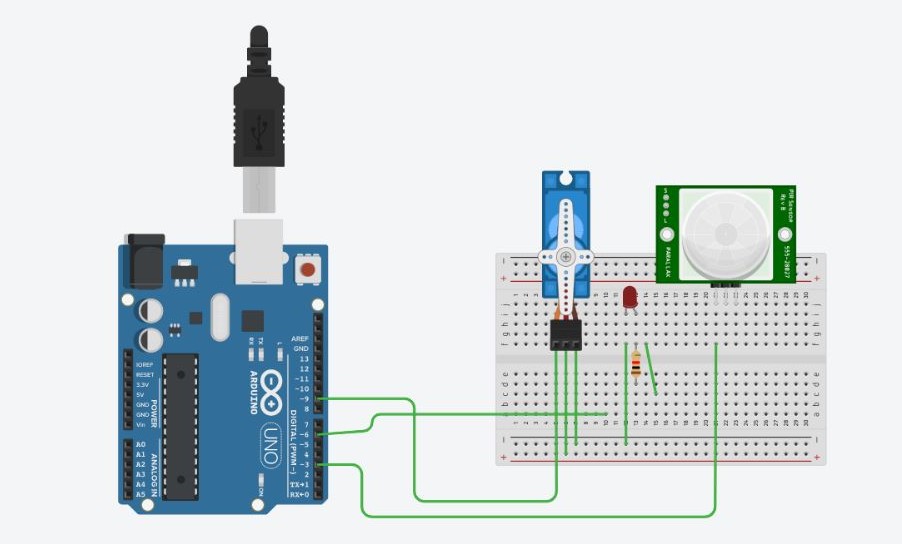 AREF
GND
13
12
~11
~10
~9
8
7
~6
~5
4
~3
2
TX→1
RX←0
DIGITAL (PWM~)
IOREF
RESET
3.3V
5V
GND
GND
Vin
POWER
A0
A1
A2
A3
A4
A5
ANALOG IN
RX
TX
L
ARDUINO
UNO
ON
PIR Sensor
Rev B
555-28027
PARALLAX
j
i
h
g
f
e
d
c
b
a